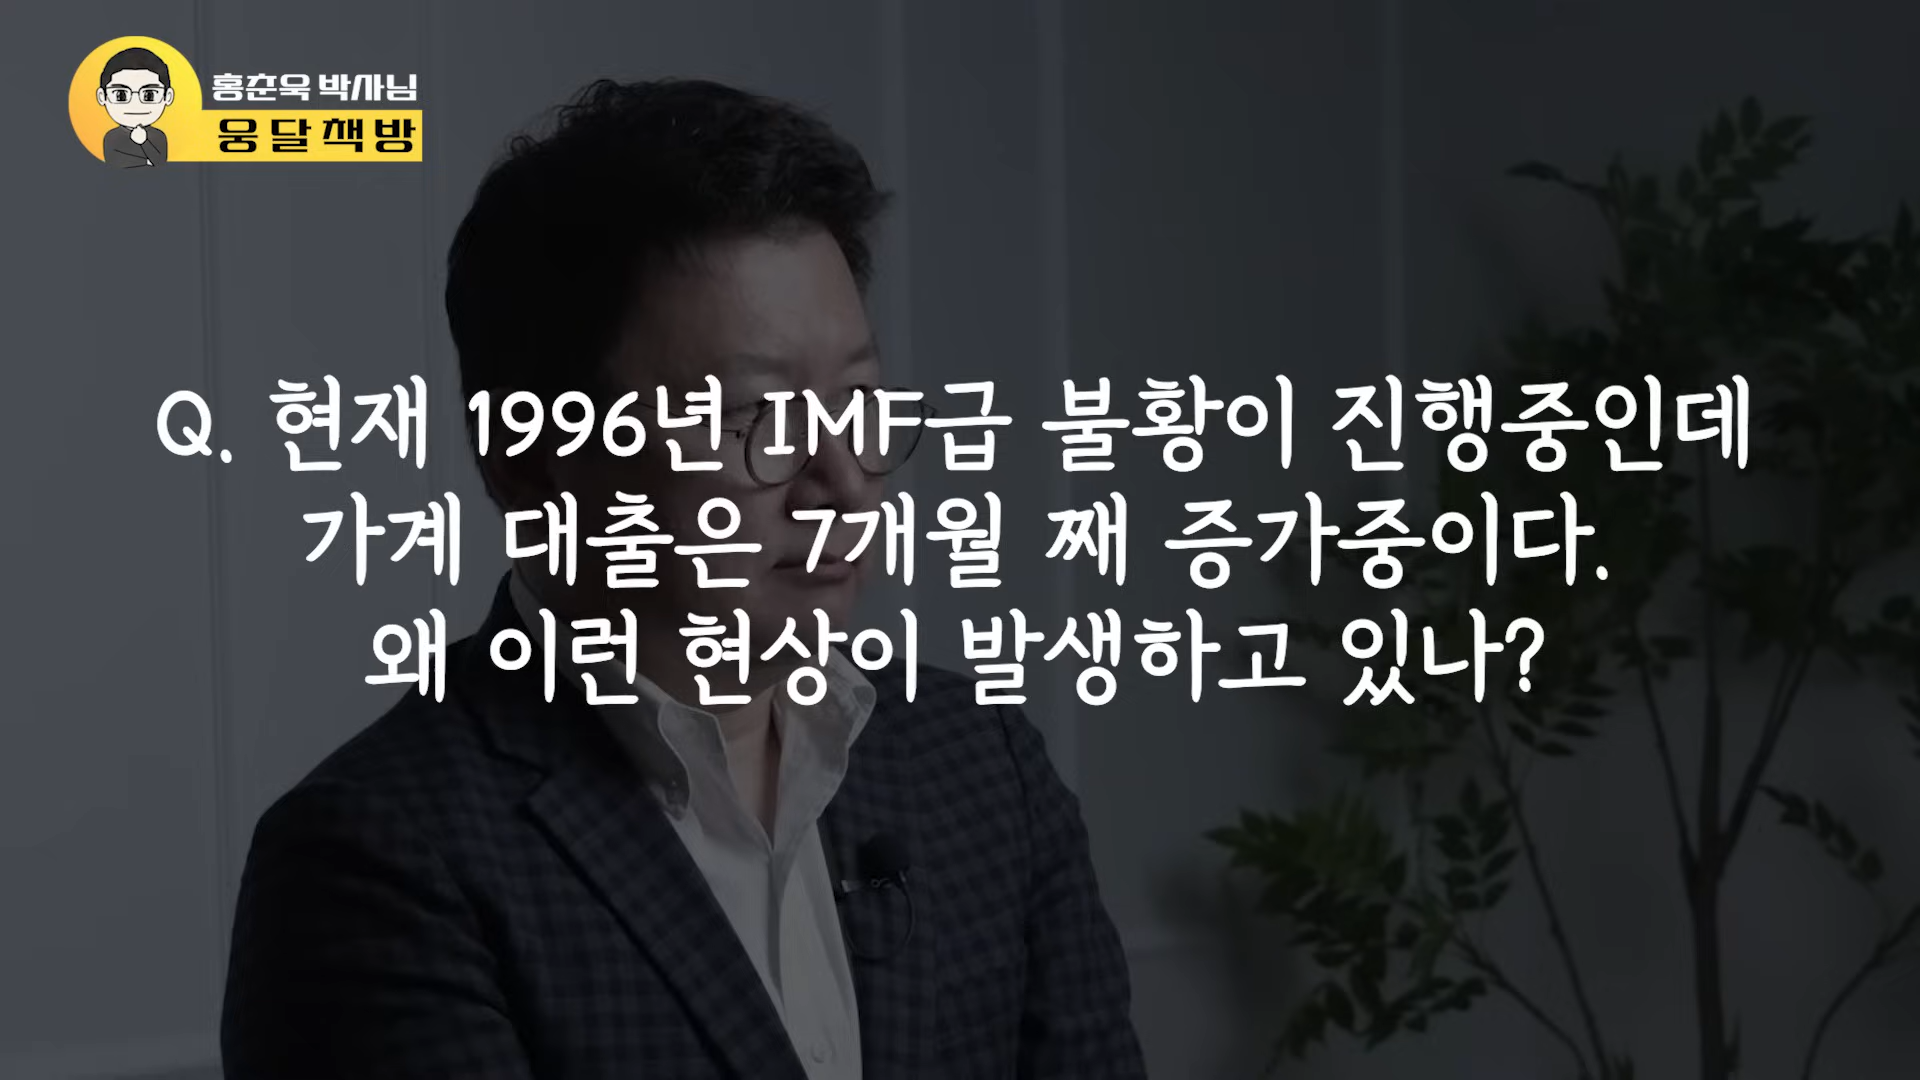 홍춘욱 박사님
웅달책방
Q. 현재 1996년 IMF급 불황이 진행중인데
가계 대출은 7개월 째 증가중이다.
왜 이런 현상이 발생하고 있나?